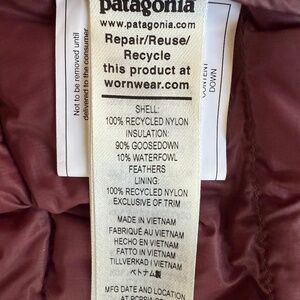 patagonia
www.patagonia.com
Repair/Reuse/
Recycle
this product at
wornwear.com
SHELL:
100% RECYCLED NYLON
INSULATION:
90% GOOSEDOWN
10% WATERFOWL
FEATHERS
LINING:
100% RECYCLED NYLON
EXCLUSIVE OF TRIM
MADE IN VIETNAM
FABRIQUÉ AU VIETNAM
HECHO EN VIETNAM
FATTO IN VIETNAM
TILLVERKAD I VIETNAM
ベトナム製
MFG DATE AND LOCATION
Not to be removed until
delivered to the consumer
CONTENT
DOWN